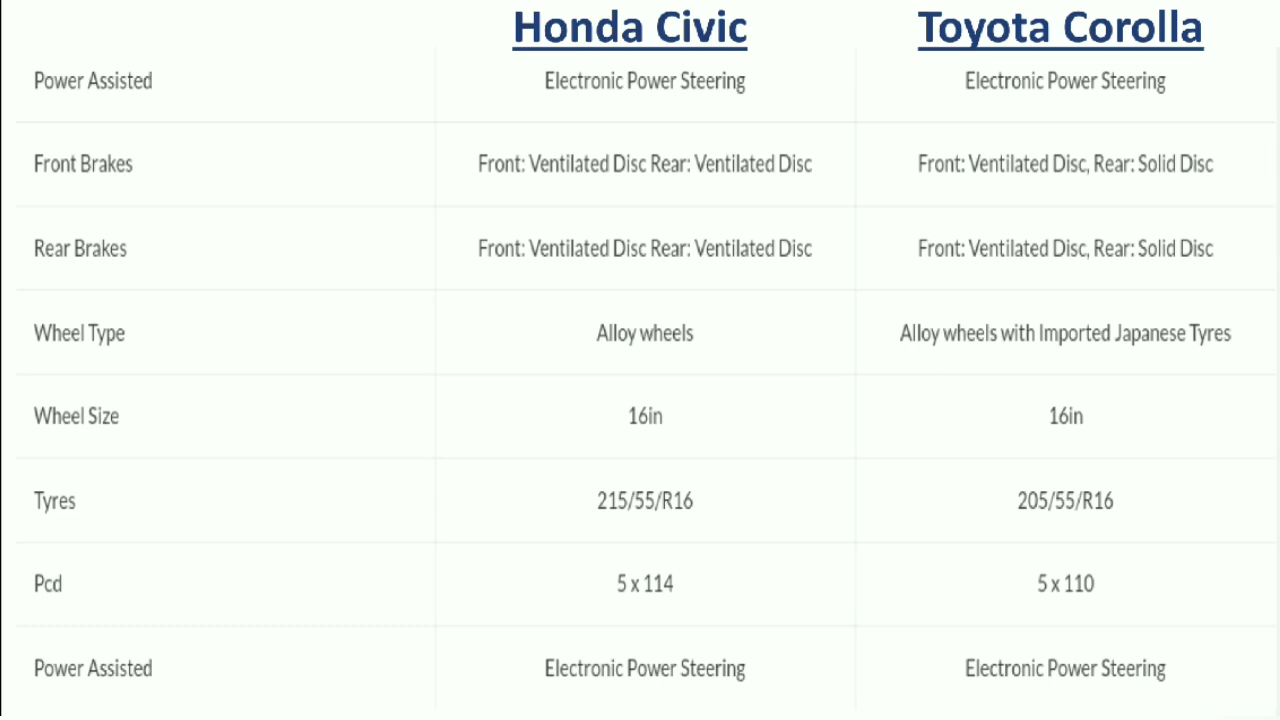 Honda Civic Toyota Corolla
Power Assisted Electronic Power Steering Electronic Power Steering
Front Brakes Front: Ventilated Disc Rear: Ventilated Disc Front: Ventilated Disc, Rear: Solid Disc
Rear Brakes Front: Ventilated Disc Rear: Ventilated Disc Front: Ventilated Disc, Rear: Solid Disc
Wheel Type Alloy wheels Alloy wheels with Imported Japanese Tyres
Wheel Size 16in 16in
Tyres 215/55/R16 205/55/R16
Pcd 5 x 114 5 x 110
Power Assisted Electronic Power Steering Electronic Power Steering